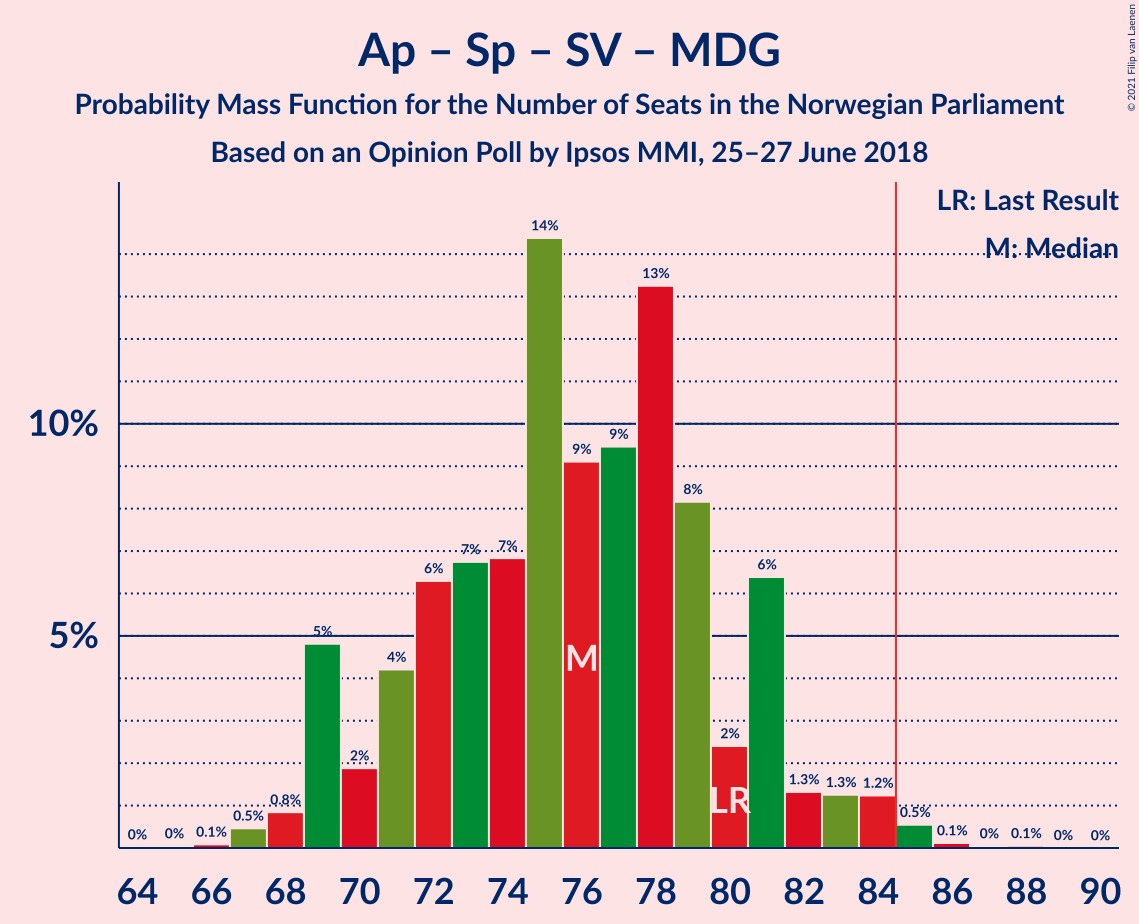 Ap – Sp – SV – MDG
Probability Mass Function for the Number of Seats in the Norwegian Parliament
Based on an Opinion Poll by Ipsos MMI, 25–27 June 2018
© 2021 Filip van Laenen
LR: Last Result
M: Median
10%
5%
0% 0% 0.1% 0.5% 0.8% 5% 2% 4% 6% 7% 7% 14% 9% 9% 13% 8% 2% 6% 1.3% 1.3% 1.2% 0.5% 0.1% 0% 0.1% 0% 0%
M
LR
64 66 68 70 72 74 76 78 80 82 84 86 88 90